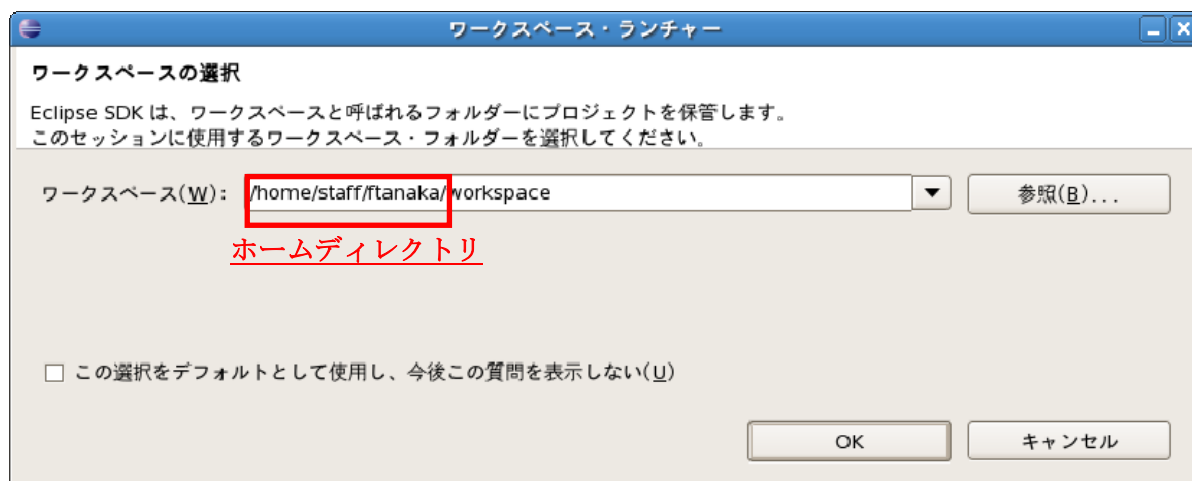 ワークスペース・ランチャー
ワークスペースの選択
Eclipse SDK は、ワークスペースと呼ばれるフォルダーにプロジェクトを保管します。
このセッションに使用するワークスペース・フォルダーを選択してください。
ワークスペース(W): /home/staff/ftanaka/workspace 参照(B)...
ホームディレクトリ
この選択をデフォルトとして使用し、今後この質問を表示しない(U)
OK キャンセル